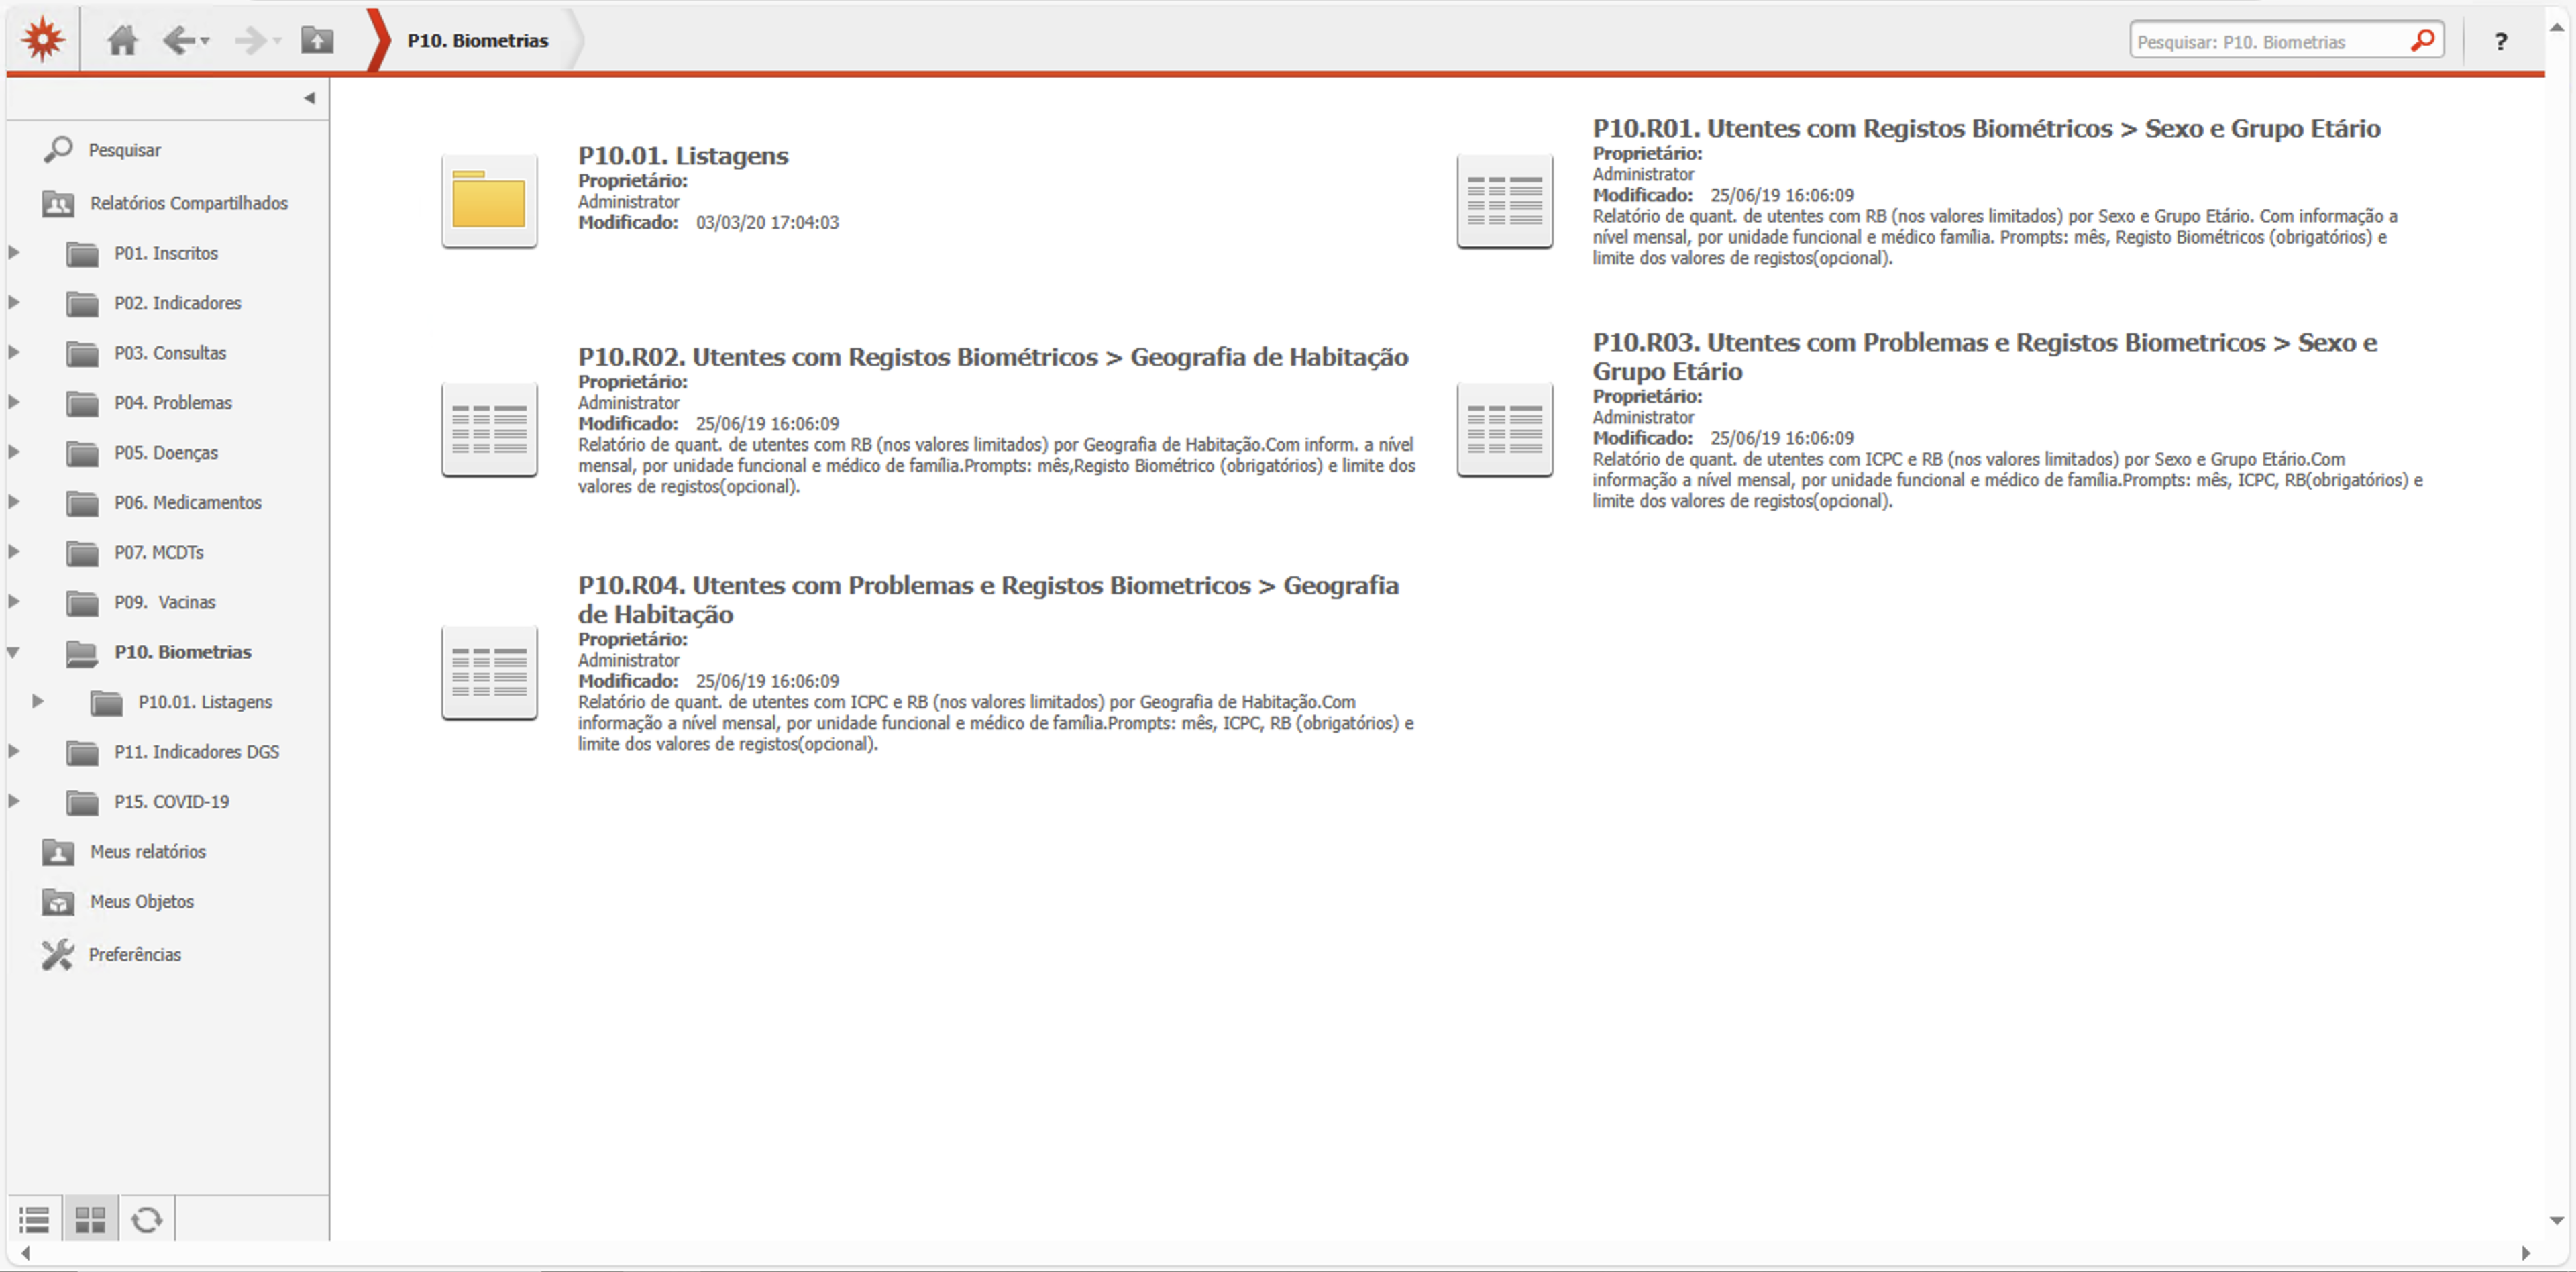 P10. Biometrias
Pesquisar: P10. Biometrias
?
Pesquisar
Relatórios Compartilhados
P01. Inscritos
P02. Indicadores
P03. Consultas
P04. Problemas
P05. Doenças
P06. Medicamentos
P07. MCDTs
P09.  Vacinas
P10. Biometrias
P10.01. Listagens
P11. Indicadores DGS
P15. COVID-19
Meus relatórios
Meus Objetos
Preferências
P10.01. Listagens
Proprietário:
Administrator
Modificado: 03/03/20 17:04:03
P10.R01. Utentes com Registos Biométricos > Sexo e Grupo Etário
Proprietário:
Administrator
Modificado: 25/06/19 16:06:09
Relatório de quant. de utentes com RB (nos valores limitados) por Sexo e Grupo Etário. Com informação a
nível mensal, por unidade funcional e médico família. Prompts: mês, Registo Biométricos (obrigatórios) e
limite dos valores de registos(opcional).
P10.R02. Utentes com Registos Biométricos > Geografia de Habitação
Proprietário:
Administrator
Modificado: 25/06/19 16:06:09
Relatório de quant. de utentes com RB (nos valores limitados) por Geografia de Habitação.Com inform. a nível
mensal, por unidade funcional e médico de família.Prompts: mês,Registo Biométrico (obrigatórios) e limite dos
valores de registos(opcional).
P10.R03. Utentes com Problemas e Registos Biometricos > Sexo e
Grupo Etário
Proprietário:
Administrator
Modificado: 25/06/19 16:06:09
Relatório de quant. de utentes com ICPC e RB (nos valores limitados) por Sexo e Grupo Etário.Com
informação a nível mensal, por unidade funcional e médico de família.Prompts: mês, ICPC, RB(obrigatórios) e
limite dos valores de registos(opcional).
P10.R04. Utentes com Problemas e Registos Biometricos > Geografia
de Habitação
Proprietário:
Administrator
Modificado: 25/06/19 16:06:09
Relatório de quant. de utentes com ICPC e RB (nos valores limitados) por Geografia de Habitação.Com
informação a nível mensal, por unidade funcional e médico de família.Prompts: mês, ICPC, RB (obrigatórios) e
limite dos valores de registos(opcional).